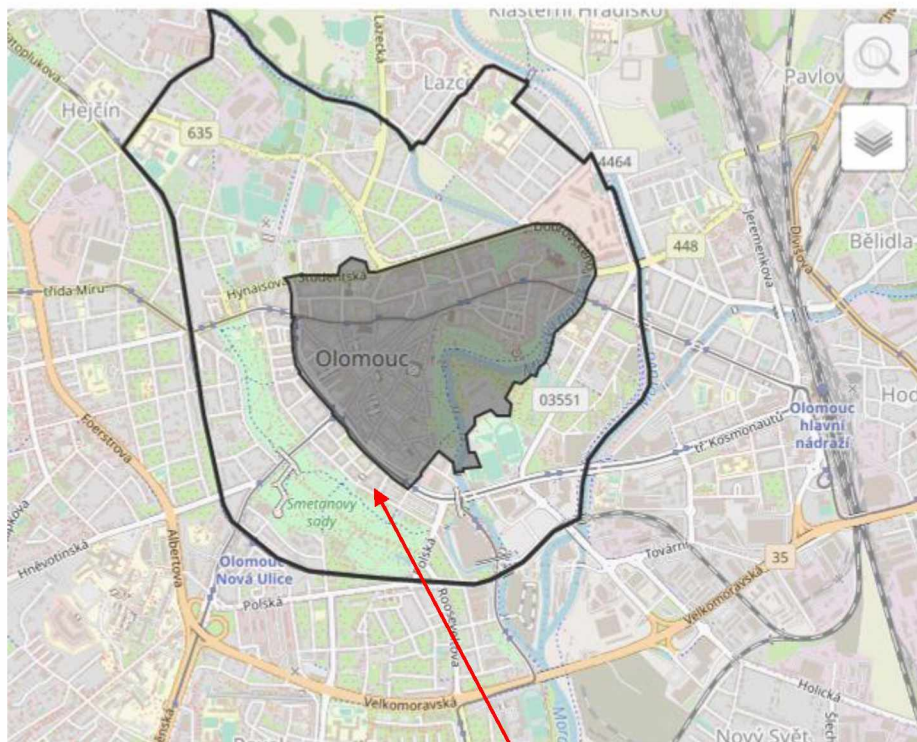 Klášterní Hradisko
Lazecká
Lazce
Hejčín
635
4464
Pavlov
Jeremenkova
Divišova
Bělidla
448
Dobrovského
Hynaisova
Studentská
třída Míru
Olomouc
03551
Olomouc
hlavní
nádraží
Hod
tř. Kosmonautů
Foerstrova
Smetanovy
sady
Hněvotínská
Albertova
Olomouc
Nová Ulice
Polská
Polská
Rooseveltova
Tovární
35
Velkomoravská
Velkomoravská
Holická
Nový Svět